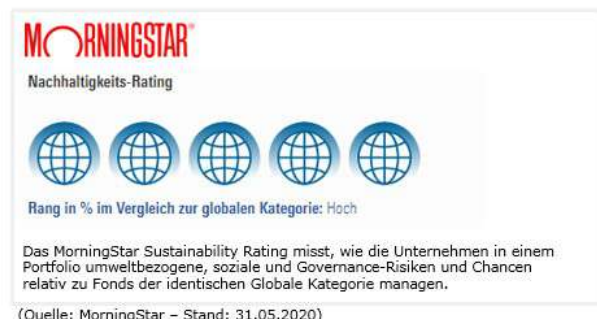 MORNINGSTAR®
Nachhaltigkeits-Rating
Rang in % im Vergleich zur globalen Kategorie: Hoch
Das MorningStar Sustainability Rating misst, wie die Unternehmen in einem
Portfolio umweltbezogene, soziale und Governance-Risiken und Chancen
relativ zu Fonds der identischen Globale Kategorie managen.
(Quelle: MorningStar – Stand: 31.05.2020)